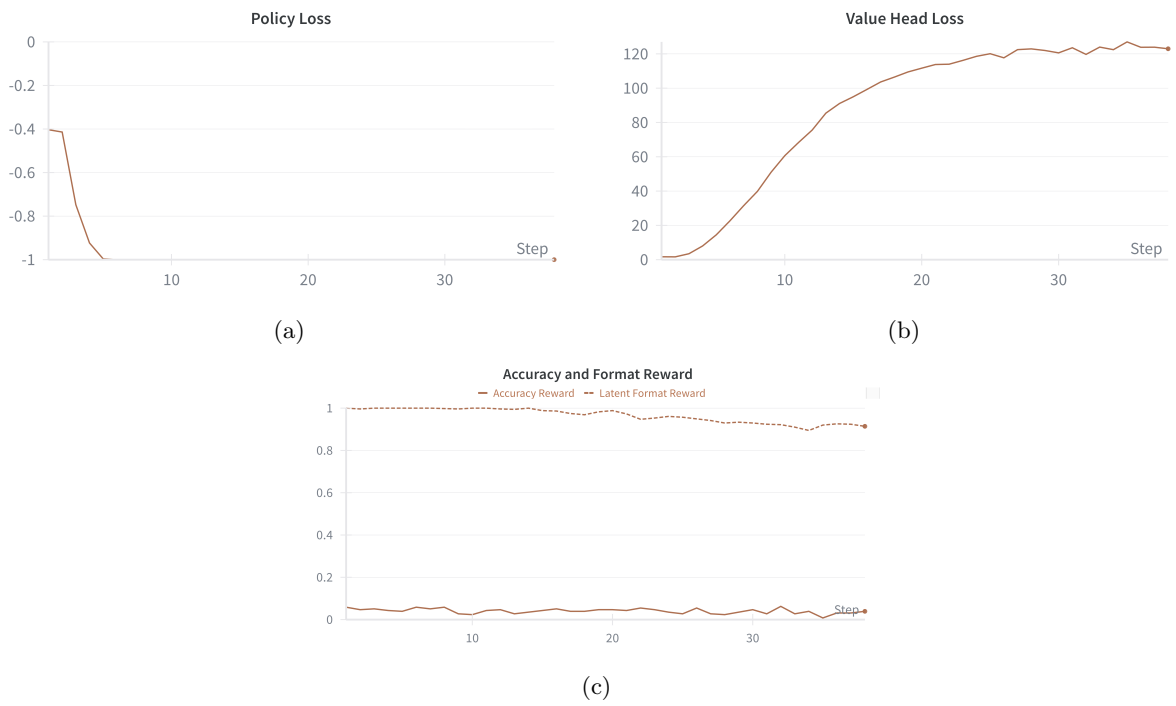 Policy Loss
0
-0.2
-0.4
-0.6
-0.8
-1
Step
10 20 30
(a)
Value Head Loss
120
100
80
60
40
20
0
Step
10 20 30
(b)
Accuracy and Format Reward
Accuracy Reward Latent Format Reward
1
0.8
0.6
0.4
0.2
0
Step
10 20 30
(c)